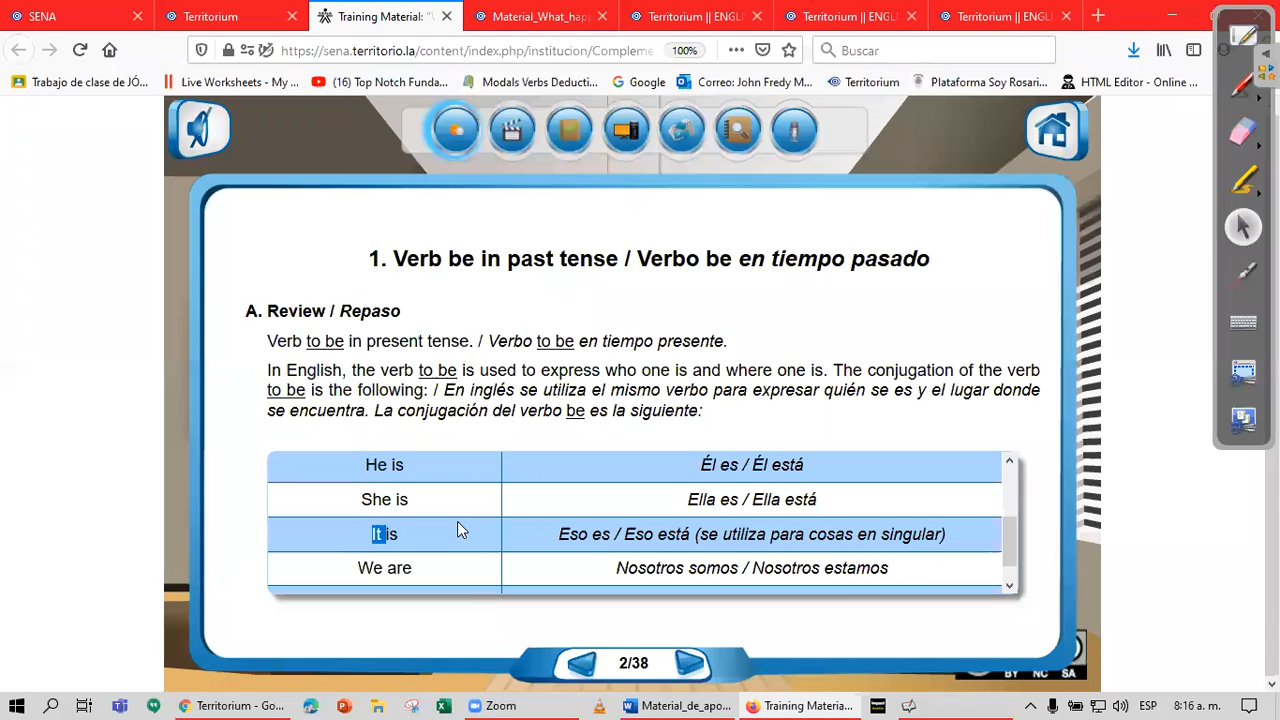 SENA
Territorium
Training Material: "
Material_What_hap
Territorium || ENGL
Territorium || ENGL
Territorium || ENGL
https://sena.territorio.la/content/index.php/institucion/Compleme
100%
Buscar
Trabajo de clase de JÓ...
Live Worksheets - My...
(16) Top Notch Funda...
Modals Verbs Deducti...
Google
Correo: John Fredy M...
Territorium
Plataforma Soy Rosari...
HTML Editor - Online ...
1. Verb be in past tense / Verbo be en tiempo pasado
A. Review / Repaso
Verb to be in present tense. / Verbo to be en tiempo presente.
In English, the verb to be is used to express who one is and where one is. The conjugation of the verb
to be is the following: / En inglés se utiliza el mismo verbo para expresar quién se es y el lugar donde
se encuentra. La conjugación del verbo be es la siguiente:
He is Él es / Él está
She is Ella es / Ella está
It is Eso es / Eso está (se utiliza para cosas en singular)
We are Nosotros somos / Nosotros estamos
2/38
BY NC SA
Territorium - Go...
Zoom
Material_de_apo...
Training Materia...
ESP
8:16 a. m.